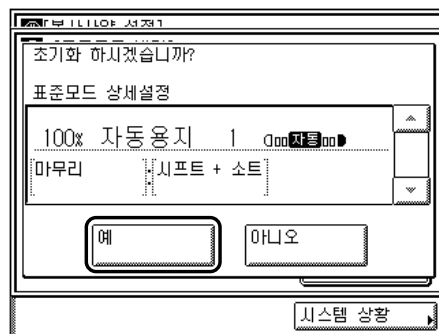 초기화 하시겠습니까?
표준모드 상세설정
100% 자동용지 1 자동
마무리 : 시프트 + 소트
예 아니오
시스템 상황